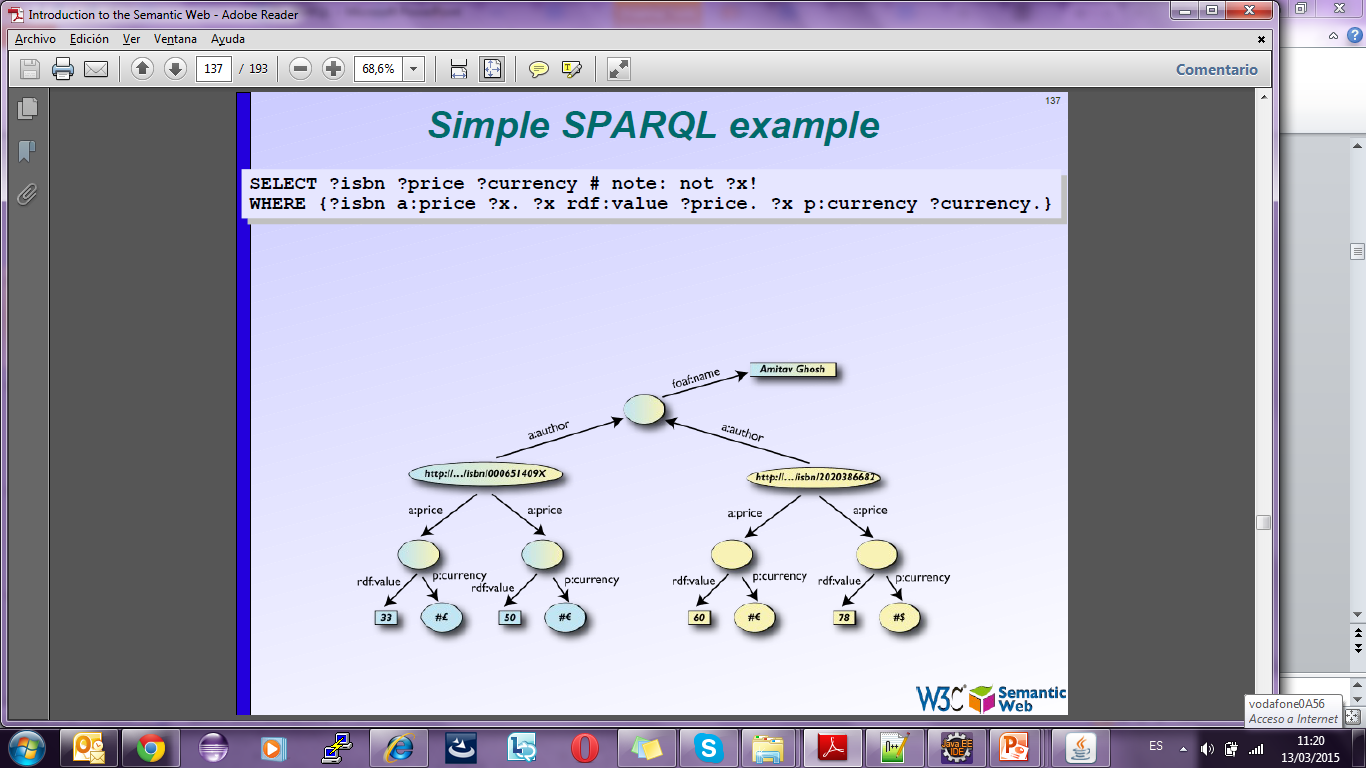 Introduction to the Semantic Web - Adobe Reader
Archivo Edición Ver Ventana Ayuda
137 / 193 68,6% Comentario
137
Simple SPARQL example
SELECT ?isbn ?price ?currency # note: not ?x!
WHERE {?isbn a:price ?x. ?x rdf:value ?price. ?x p:currency ?currency.}
foaf:name Amitav Ghosh
a:author a:author
http://.../isbn/000651409X http://.../isbn/2020386682
a:price a:price a:price a:price
rdf:value p:currency rdf:value p:currency rdf:value p:currency rdf:value p:currency
33 #£ 50 #€ 60 #€ 78 #$
W3C Semantic
Web
vodafone0A56
Acceso a Internet
ES 11:20
13/03/2015